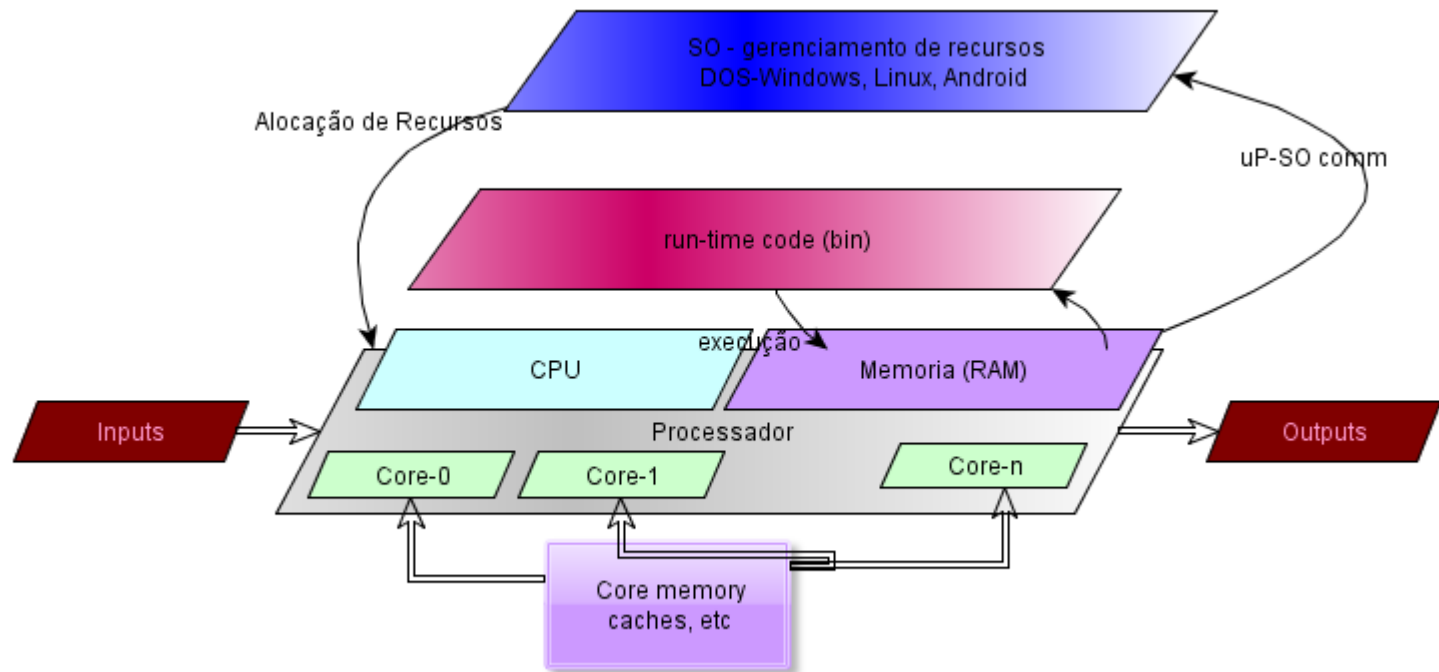 SO - gerenciamento de recursos
DOS-Windows, Linux, Android
Alocação de Recursos
uP-SO comm
run-time code (bin)
execução
CPU
Memoria (RAM)
Inputs
Processador
Outputs
Core-0
Core-1
Core-n
Core memory
caches, etc